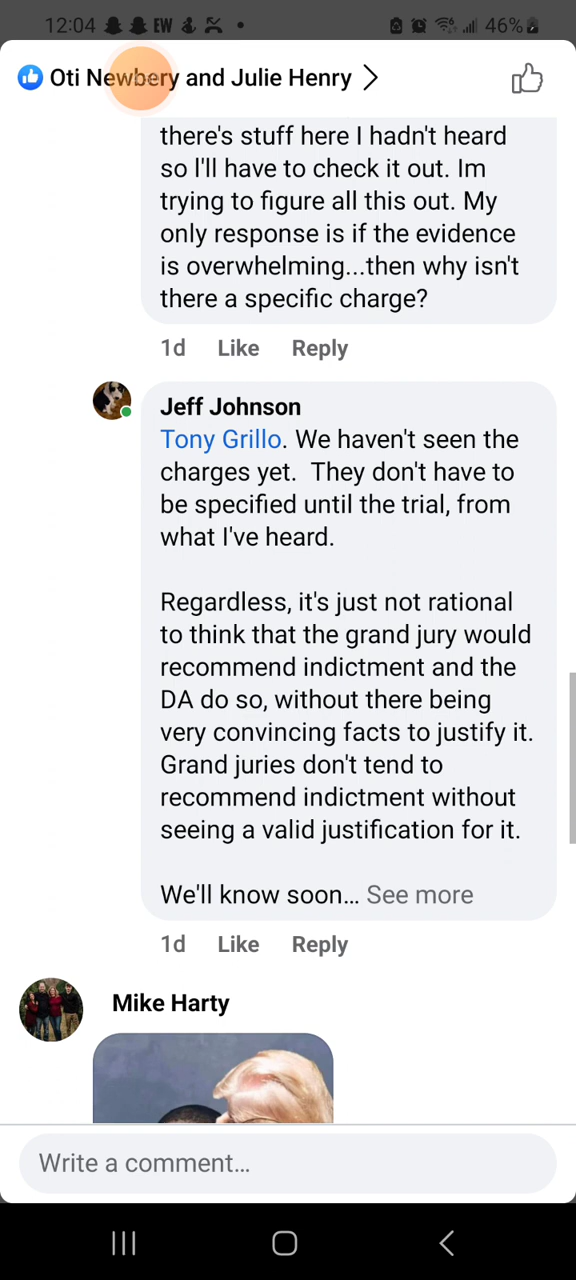 12:04 EW 46%
Oti Newbery and Julie Henry
there's stuff here I hadn't heard
so I'll have to check it out. Im
trying to figure all this out. My
only response is if the evidence
is overwhelming...then why isn't
there a specific charge?
1d Like Reply
Jeff Johnson
Tony Grillo. We haven't seen the
charges yet.  They don't have to
be specified until the trial, from
what I've heard.
Regardless, it's just not rational
to think that the grand jury would
recommend indictment and the
DA do so, without there being
very convincing facts to justify it.
Grand juries don't tend to
recommend indictment without
seeing a valid justification for it.
We'll know soon... See more
1d Like Reply
Mike Harty
Write a comment...